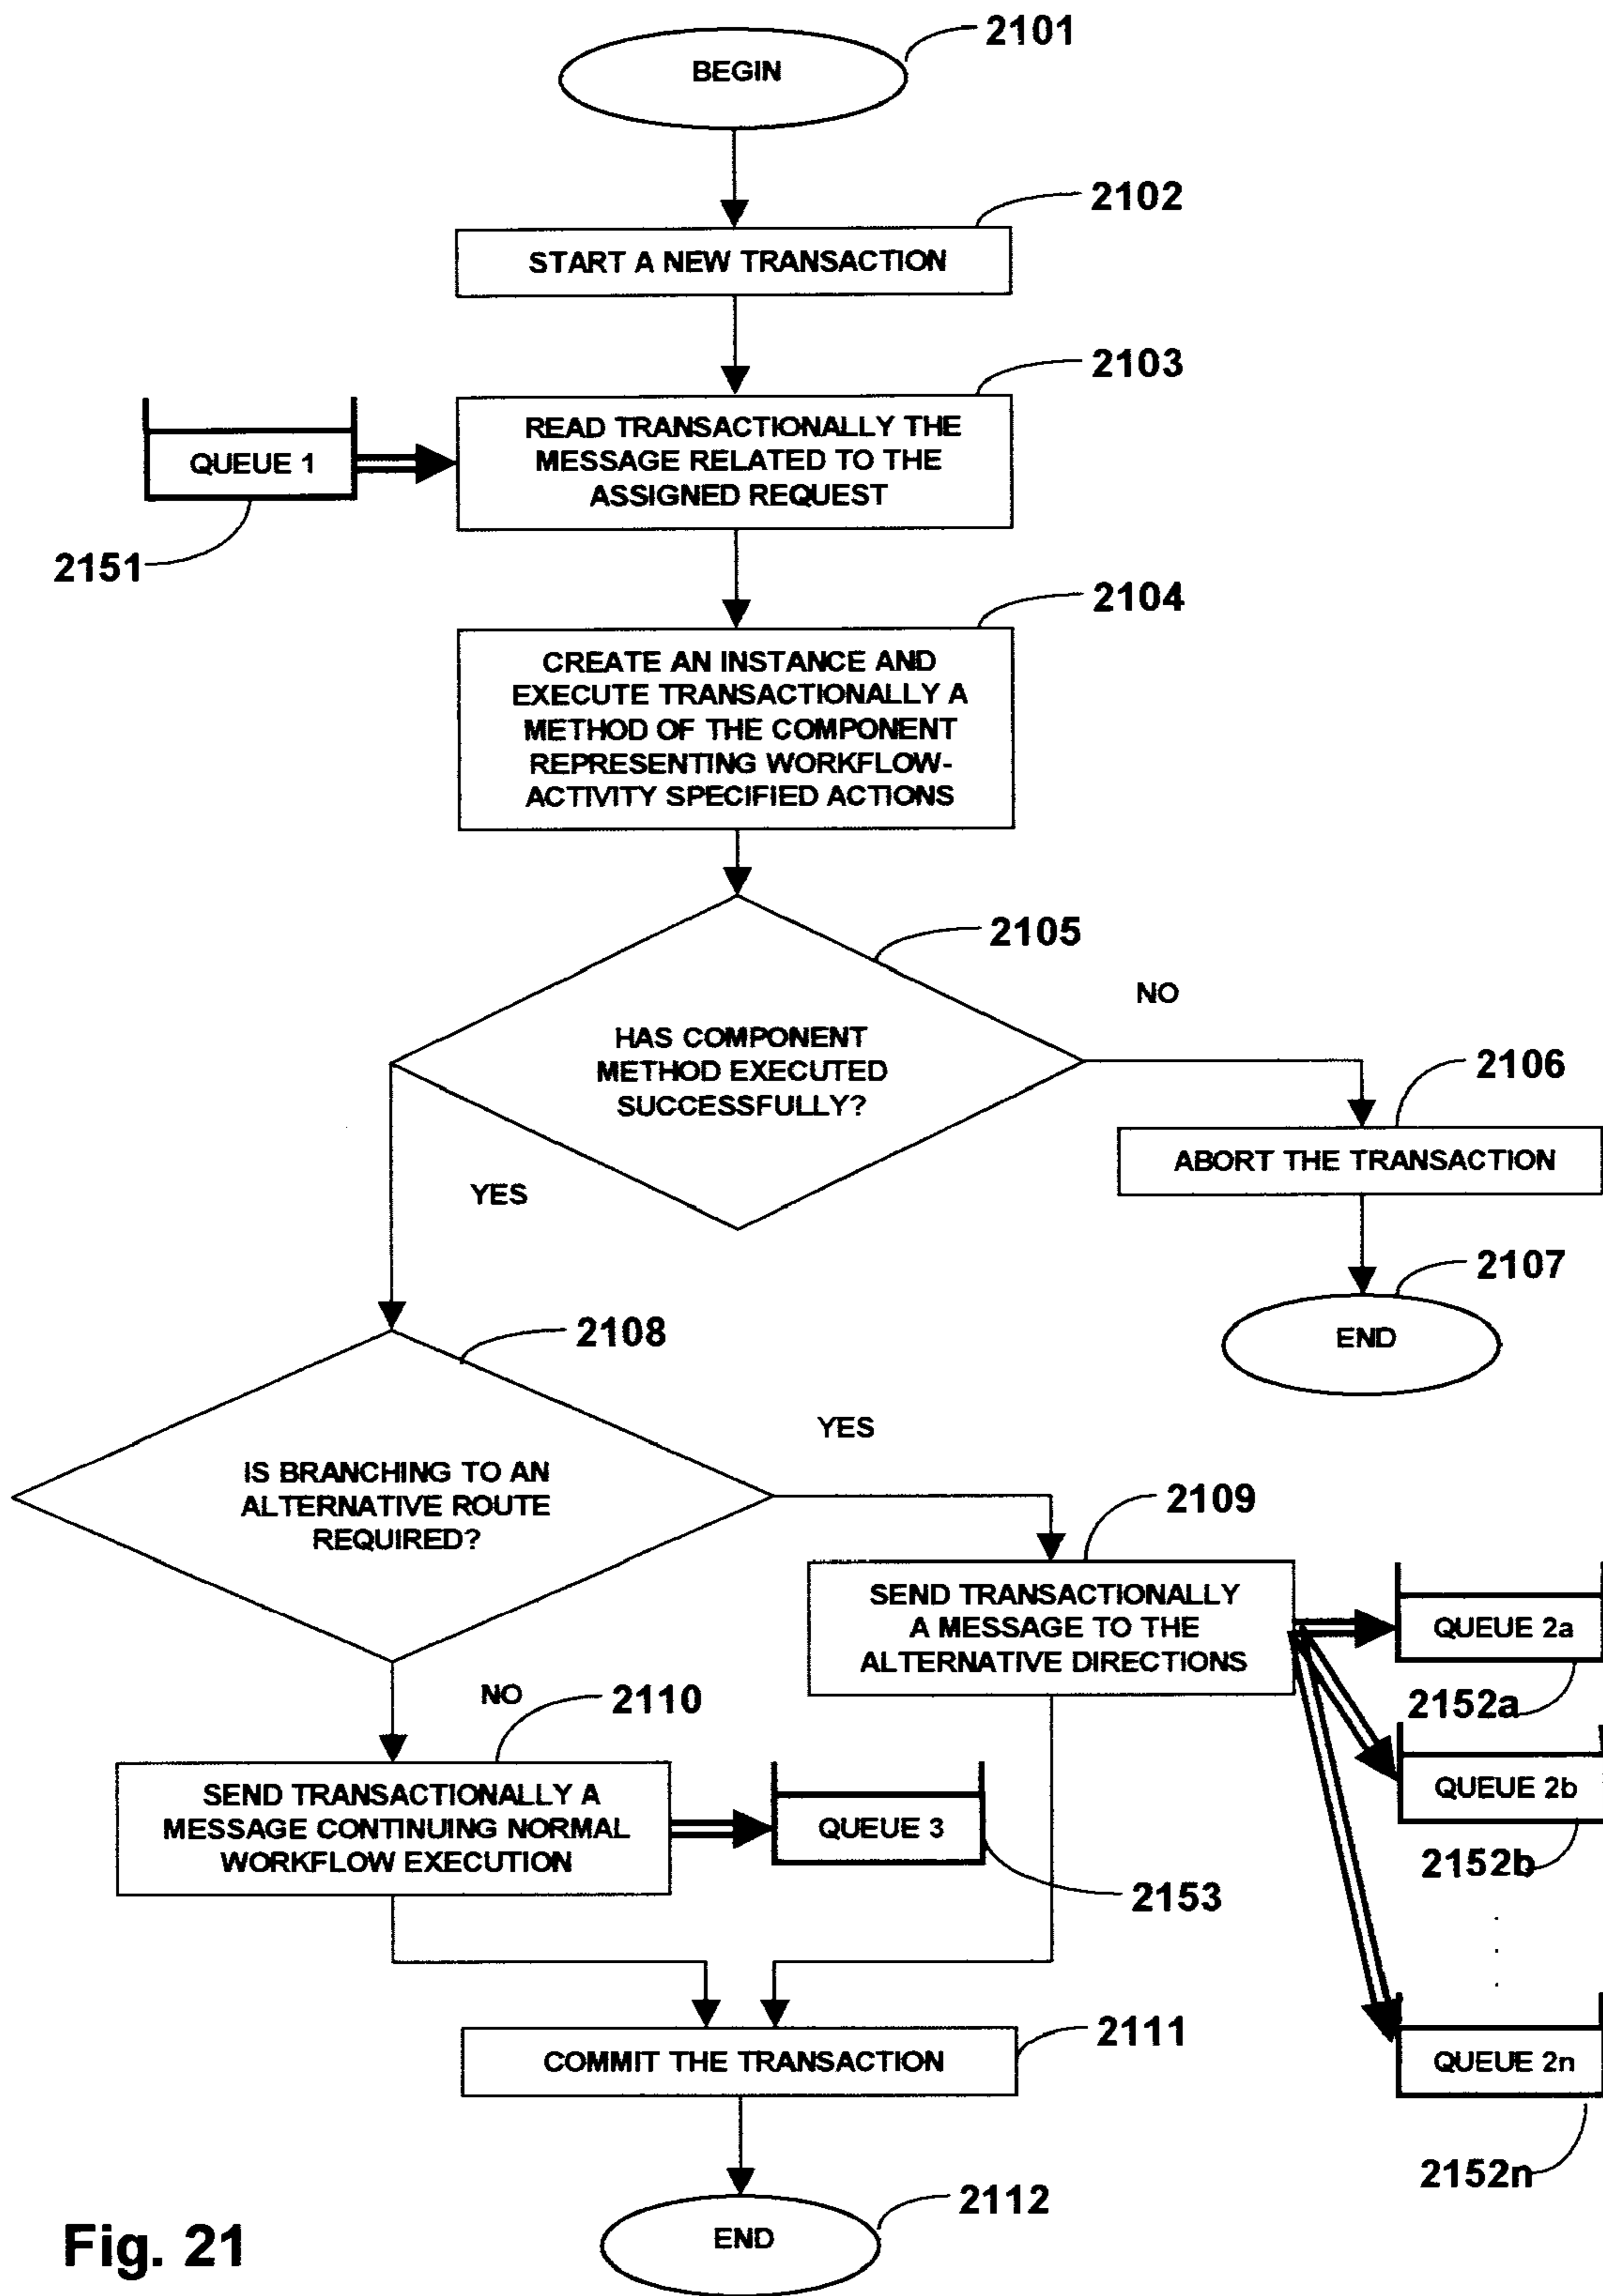 2101
BEGIN
2102
START A NEW TRANSACTION
2103
READ TRANSACTIONALLY THE
MESSAGE RELATED TO THE
ASSIGNED REQUEST
QUEUE 1
2151
2104
CREATE AN INSTANCE AND
EXECUTE TRANSACTIONALLY A
METHOD OF THE COMPONENT
REPRESENTING WORKFLOW-
ACTIVITY SPECIFIED ACTIONS
2105
NO
HAS COMPONENT
METHOD EXECUTED
SUCCESSFULLY?
2106
ABORT THE TRANSACTION
YES
2107
END
2108
YES
IS BRANCHING TO AN
ALTERNATIVE ROUTE
REQUIRED?
2109
SEND TRANSACTIONALLY
A MESSAGE TO THE
ALTERNATIVE DIRECTIONS
QUEUE 2a
2152a
NO
2110
QUEUE 2b
2152b
SEND TRANSACTIONALLY A
MESSAGE CONTINUING NORMAL
WORKFLOW EXECUTION
QUEUE 3
2153
.
.
.
2111
COMMIT THE TRANSACTION
QUEUE 2n
2152n
2112
END
Fig. 21